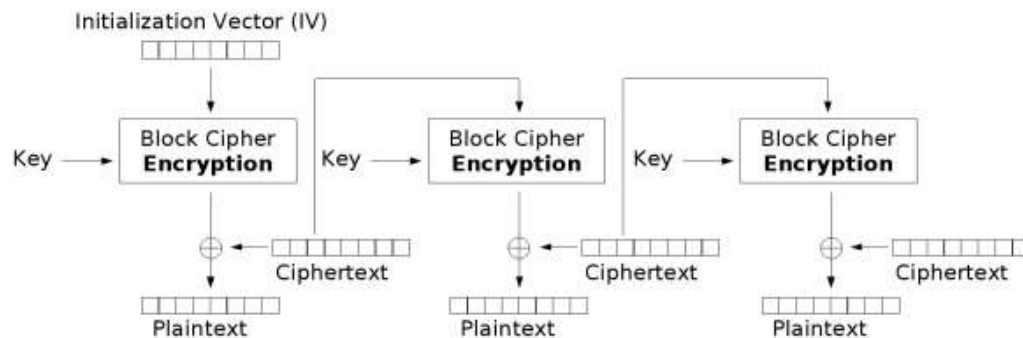 Initialization Vector (IV)
Key
Block Cipher
Encryption
Key
Block Cipher
Encryption
Key
Block Cipher
Encryption
Ciphertext
Ciphertext
Ciphertext
Plaintext
Plaintext
Plaintext